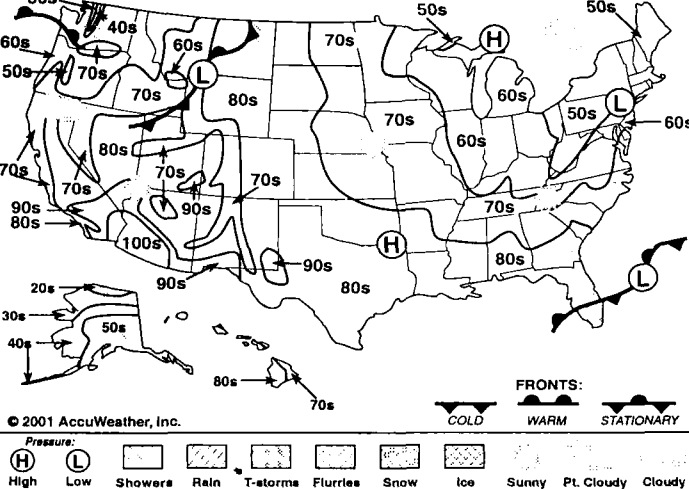 40s
50s
50s
60s
60s
70s
50s
70s
70s
L
80s
70s
H
60s
50s
L
60s
70s
60s
80s
70s
70s
70s
90s
70s
90s
80s
70s
100s
90s
90s
H
80s
80s
L
20s
30s
50s
40s
80s
70s
FRONTS:
COLD WARM STATIONARY
© 2001 AccuWeather, Inc.
Pressure:
H L
High Low Showers Rain T-storms Flurries Snow Ice Sunny Pt. Cloudy Cloudy